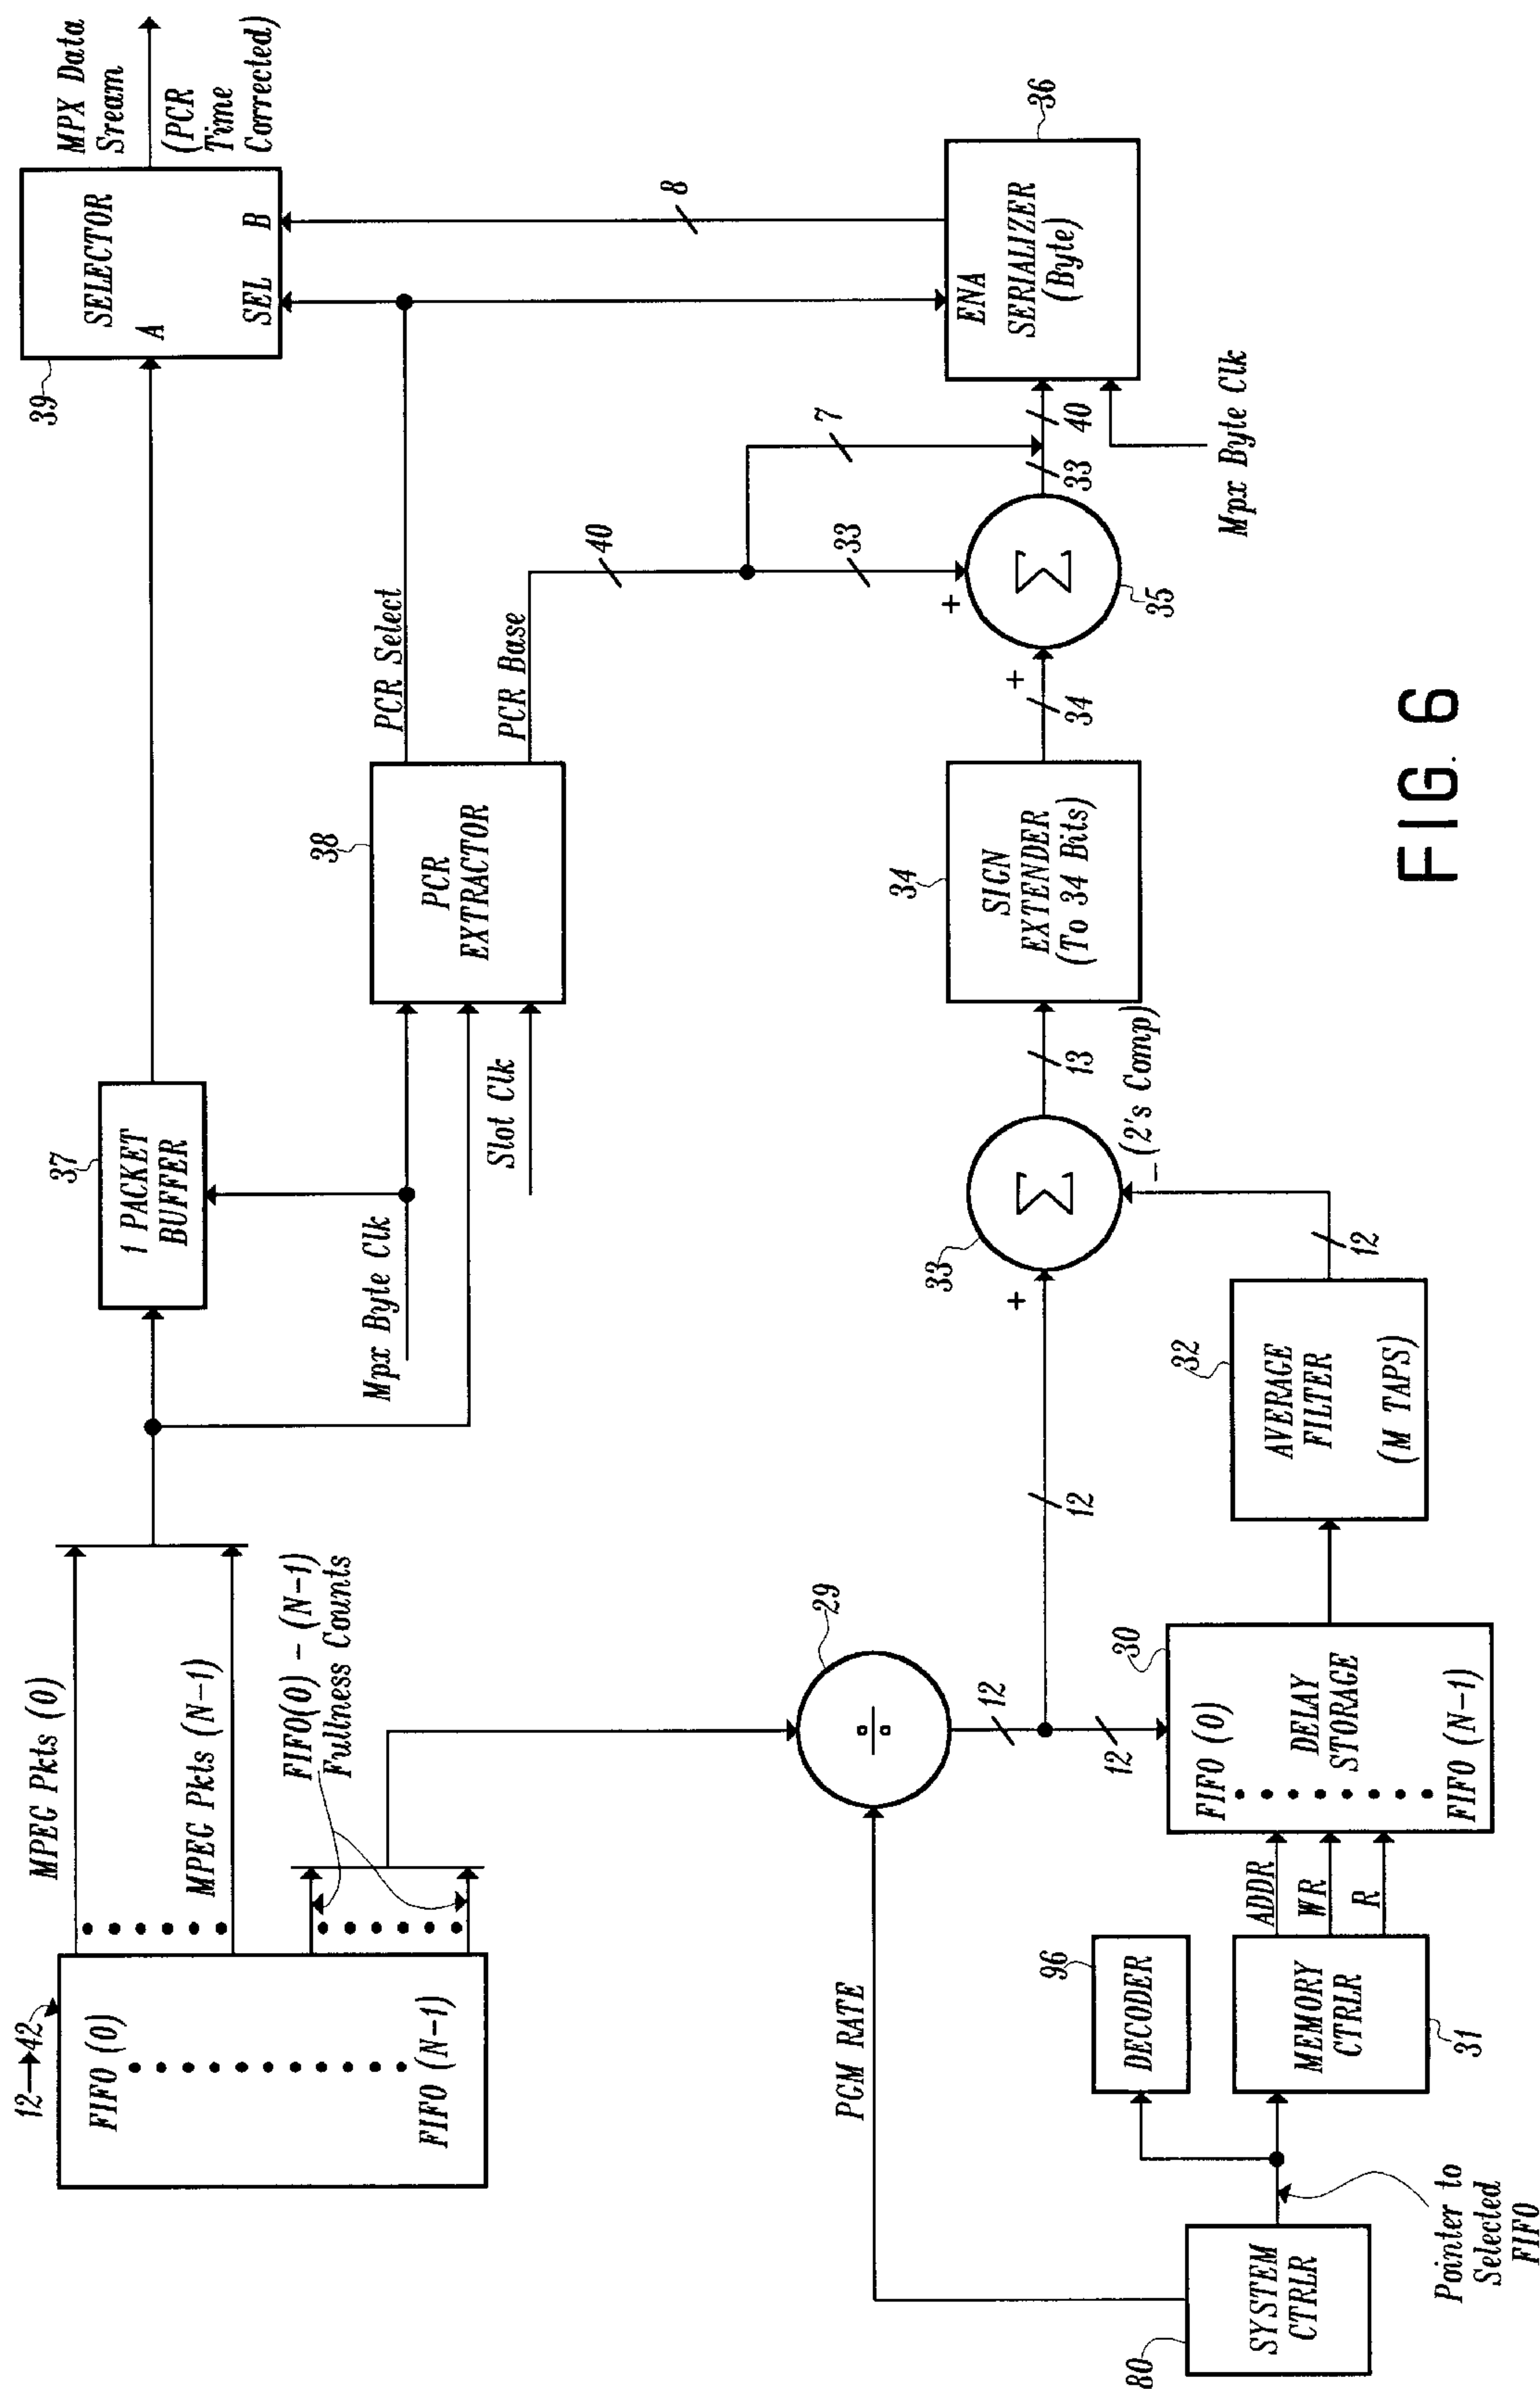 12→42
FIFO (0)
FIFO (N-1)
MPEG Pkts (0)
MPEG Pkts (N-1)
FIFO(0) - (N-1)
Fullness Counts
37
1 PACKET
BUFFER
Mpx Byte Clk
Slot Clk
38
PCR
EXTRACTOR
PCR Select
PCR Base
39
SELECTOR
A
SEL
B
MPX Data
Sream
(PCR
Time
Corrected)
40
7
33
8
80
SYSTEM
CTRLR
Pointer to
Selected
FIFO
PGM RATE
96
DECODER
MEMORY
CTRLR
31
ADDR
WR
R
29
÷
12
12
12
30
FIFO (0)
DELAY
STORAGE
FIFO (N-1)
32
AVERAGE
FILTER
(M TAPS)
12
33
+
Σ
- (2's Comp)
13
34
SIGN
EXTENDER
(To 34 Bits)
34
+
+
Σ
35
33
40
Mpx Byte Clk
36
ENA
SERIALIZER
(Byte)
FIG. 6